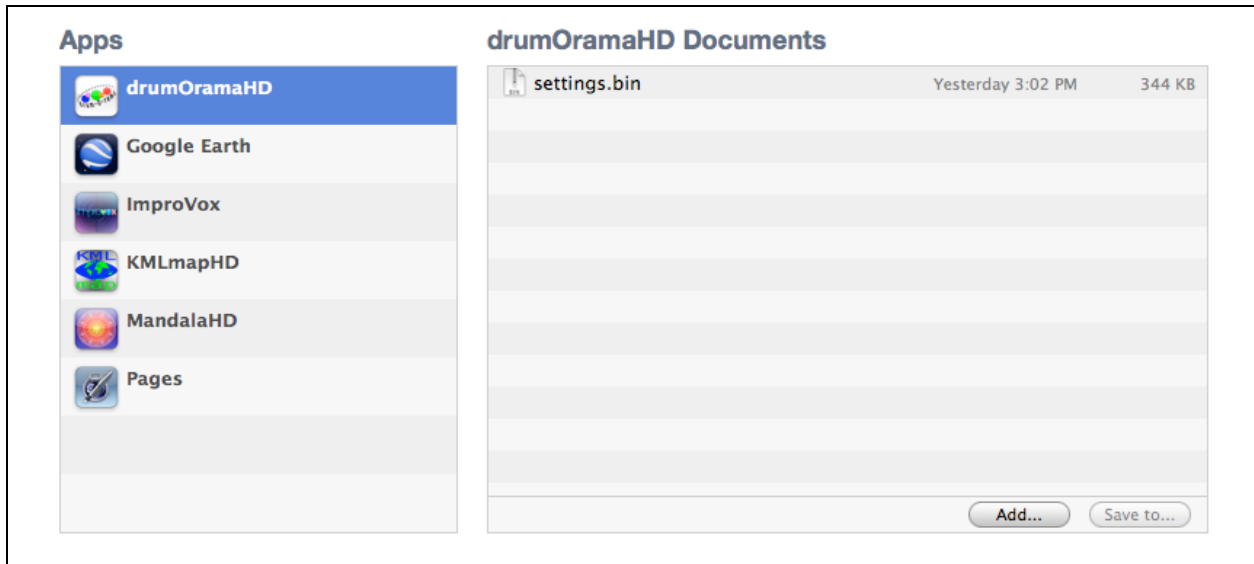 Apps
drumOramaHD
Google Earth
ImproVox
KMLmapHD
MandalaHD
Pages
drumOramaHD Documents
settings.bin Yesterday 3:02 PM 344 KB
Add... Save to...